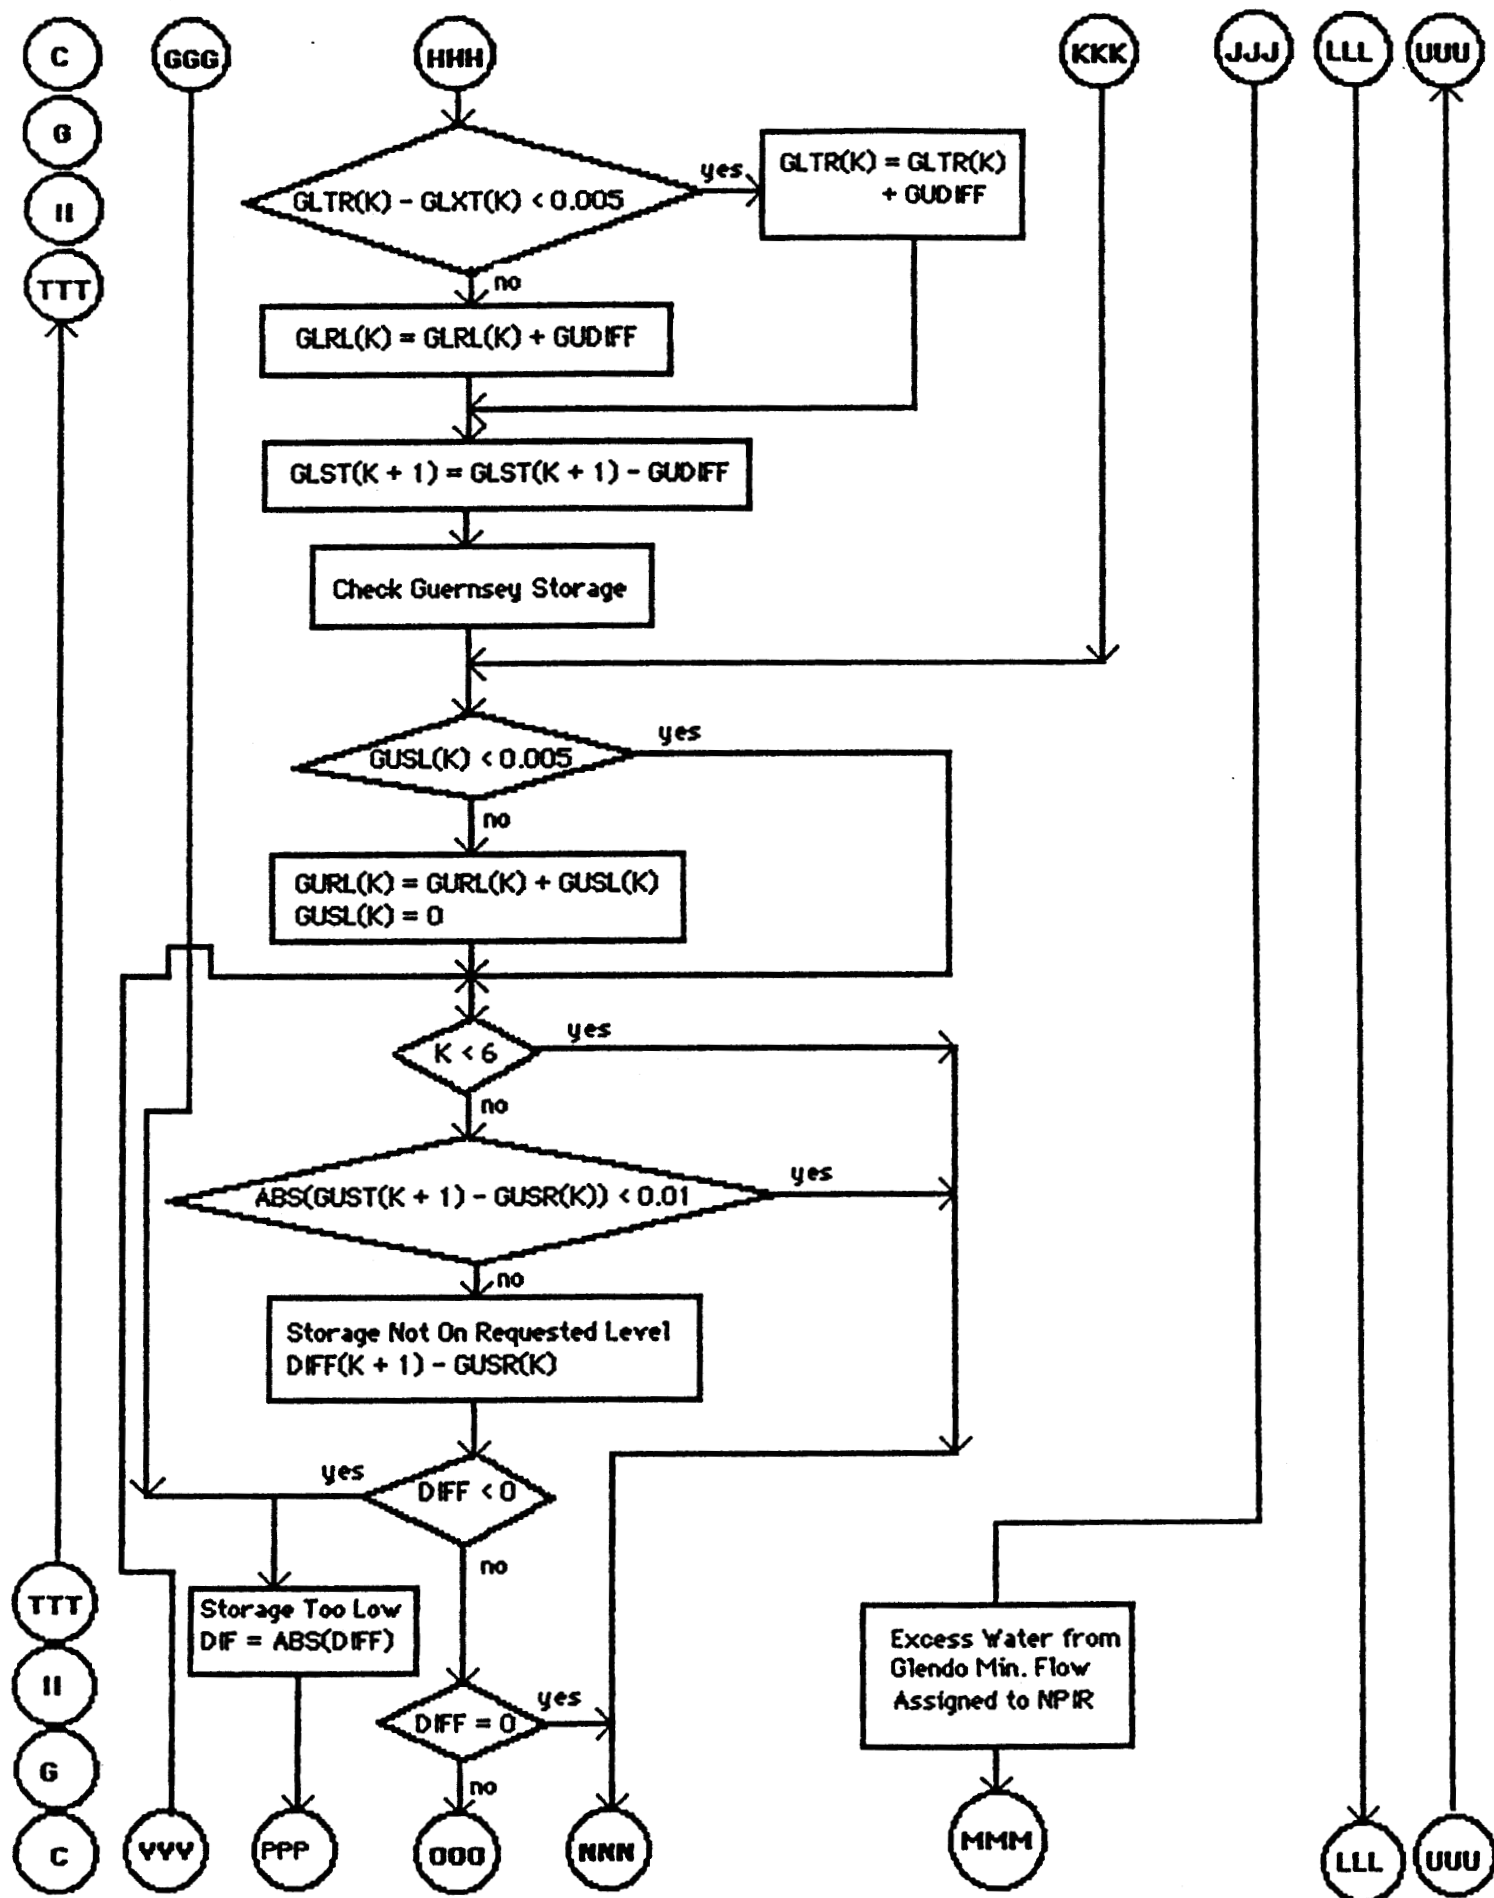 C
GGG
HHH
KKK
JJJ
LLL
UUU
G
II
TTT
GLTR(K) - GLXT(K) < 0.005
yes
GLTR(K) = GLTR(K)
+ GUDIFF
no
GLRL(K) = GLRL(K) + GUDIFF
GLST(K + 1) = GLST(K + 1) - GUDIFF
Check Guernsey Storage
GUSL(K) < 0.005
yes
no
GURL(K) = GURL(K) + GUSL(K)
GUSL(K) = 0
K < 6
yes
no
ABS(GUST(K + 1) - GUSR(K)) < 0.01
yes
no
Storage Not On Requested Level
DIFF(K + 1) - GUSR(K)
DIFF < 0
yes
no
Storage Too Low
DIF = ABS(DIFF)
DIFF = 0
yes
no
Excess Water from
Glendo Min. Flow
Assigned to NPIR
TTT
II
G
C
YYY
PPP
OOO
NNN
MMM
LLL
UUU